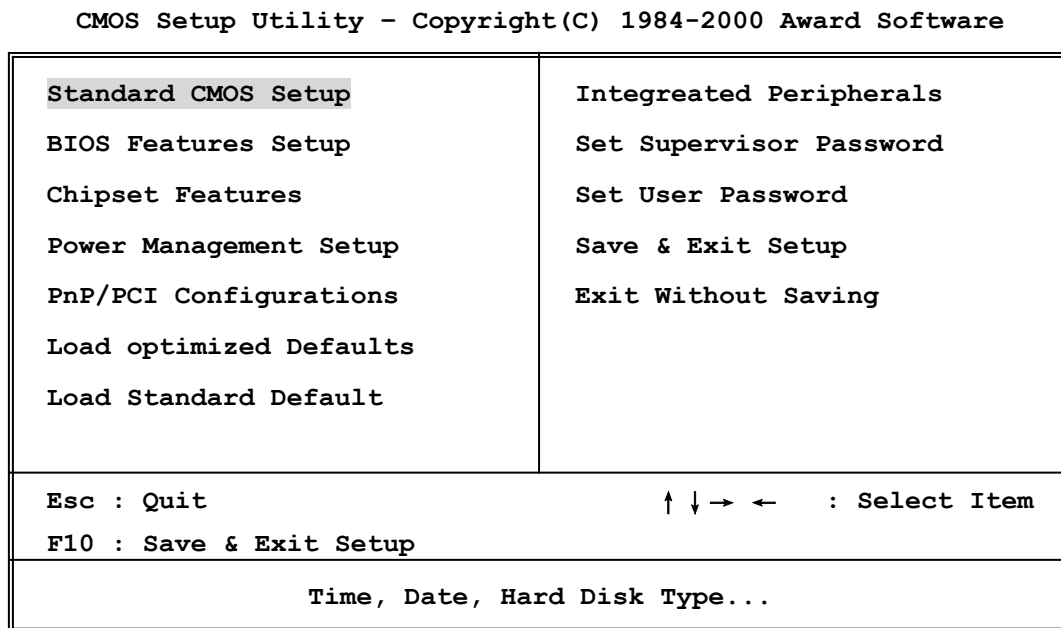 CMOS Setup Utility – Copyright(C) 1984-2000 Award Software
Standard CMOS Setup
BIOS Features Setup
Chipset Features
Power Management Setup
PnP/PCI Configurations
Load optimized Defaults
Load Standard Default
Integreated Peripherals
Set Supervisor Password
Set User Password
Save & Exit Setup
Exit Without Saving
Esc : Quit
↑ ↓ → ← : Select Item
F10 : Save & Exit Setup
Time, Date, Hard Disk Type...